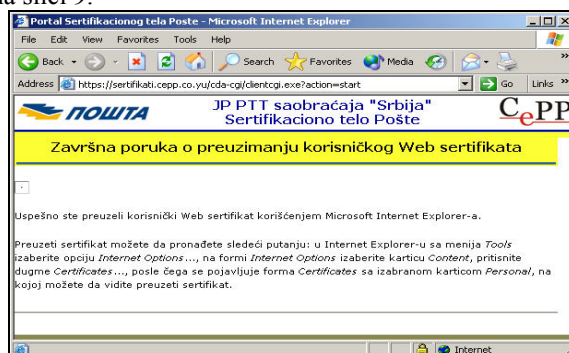 na slici 9.
Portal Sertifikacionog tela Poste - Microsoft Internet Explorer
File Edit View Favorites Tools Help
Back Search Favorites Media »
Address https://sertifikati.cepp.co.yu/cda-cgi/clientcgi.exe?action=start Go Links »
ПОШТА JP PTT saobraćaja "Srbija" CePP
Sertifikaciono telo Pošte
Završna poruka o preuzimanju korisničkog Web sertifikata
Uspešno ste preuzeli korisnički Web sertifikat korišćenjem Microsoft Internet Explorer-a.
Preuzeti sertifikat možete da pronađete sledeći putanju: u Internet Explorer-u sa menija Tools
izaberite opciju Internet Options..., na formi Internet Options izaberite karticu Content, pritisnite
dugme Certificates..., posle čega se pojavljuje forma Certificates sa izabranom karticom Personal, na
kojoj možete da vidite preuzeti sertifikat.
Internet